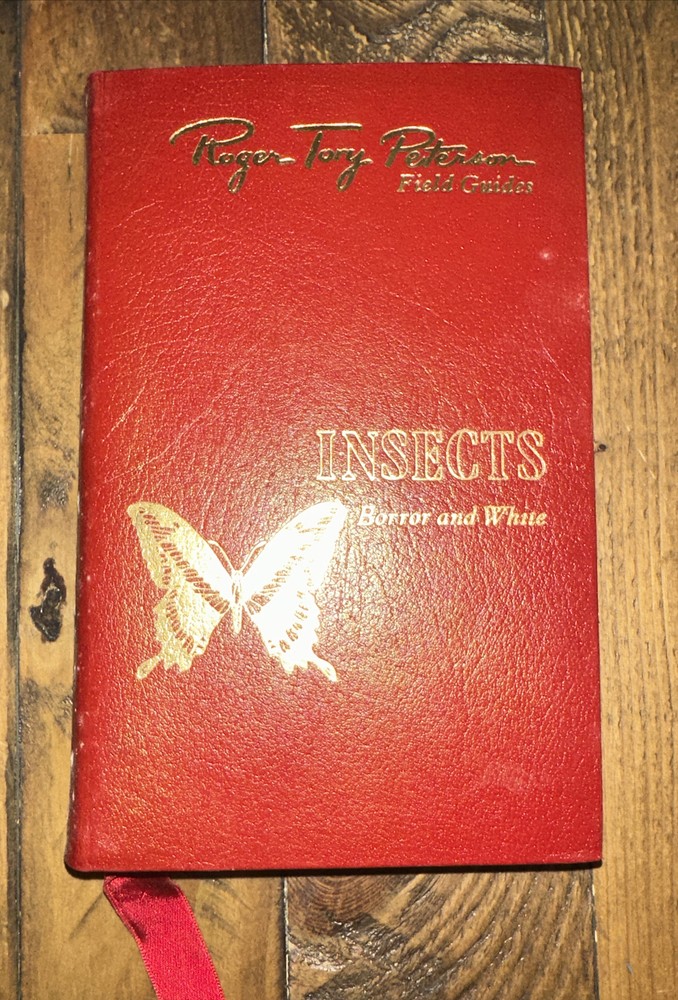 Roger Tory Peterson
Field Guides
INSECTS
Borror and White